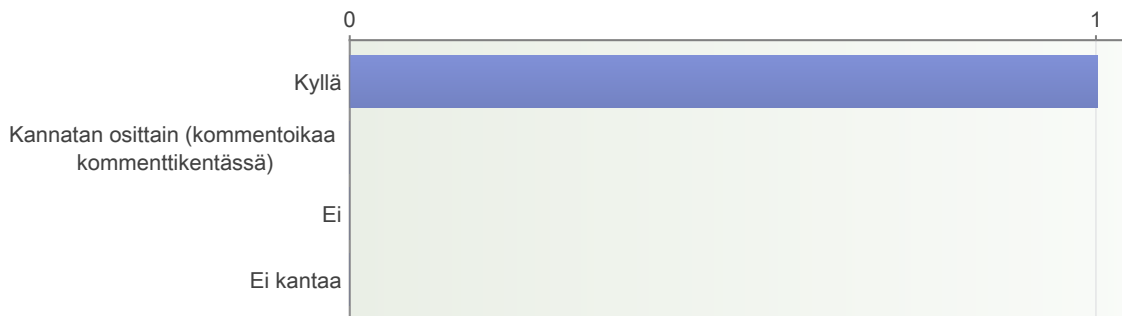 0 1
Kyllä
Kannatan osittain (kommentoikaa
kommenttikentässä)
Ei
Ei kantaa